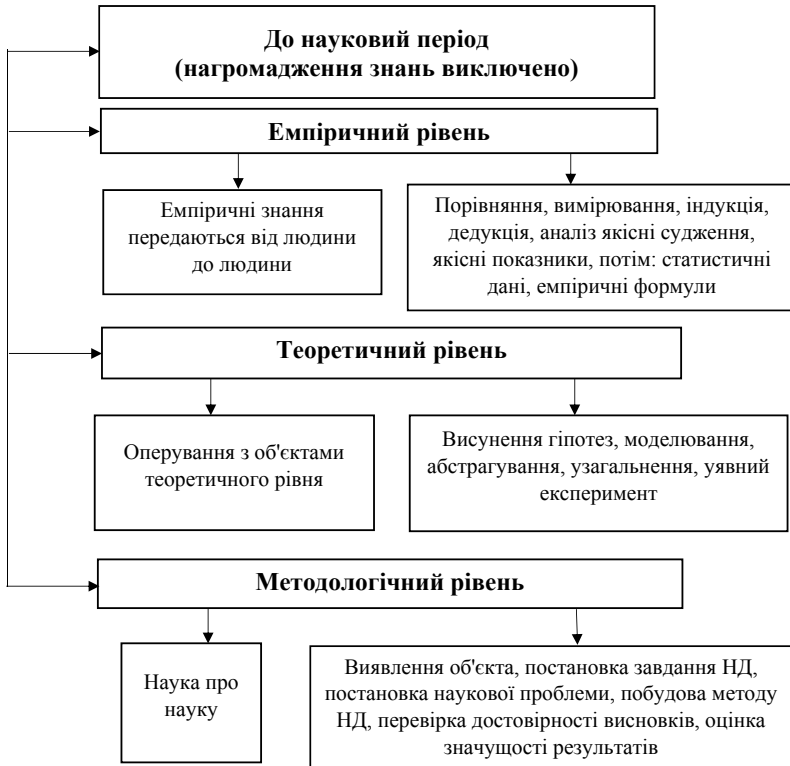 До науковий період
(нагромадження знань виключено)
Емпіричний рівень
Емпіричні знання
передаються від людини
до людини
Порівняння, вимірювання, індукція,
дедукція, аналіз якісні судження,
якісні показники, потім: статистичні
дані, емпіричні формули
Теоретичний рівень
Оперування з об'єктами
теоретичного рівня
Висунення гіпотез, моделювання,
абстрагування, узагальнення, уявний
експеримент
Методологічний рівень
Наука про
науку
Виявлення об'єкта, постановка завдання НД,
постановка наукової проблеми, побудова методу
НД, перевірка достовірності висновків, оцінка
значущості результатів